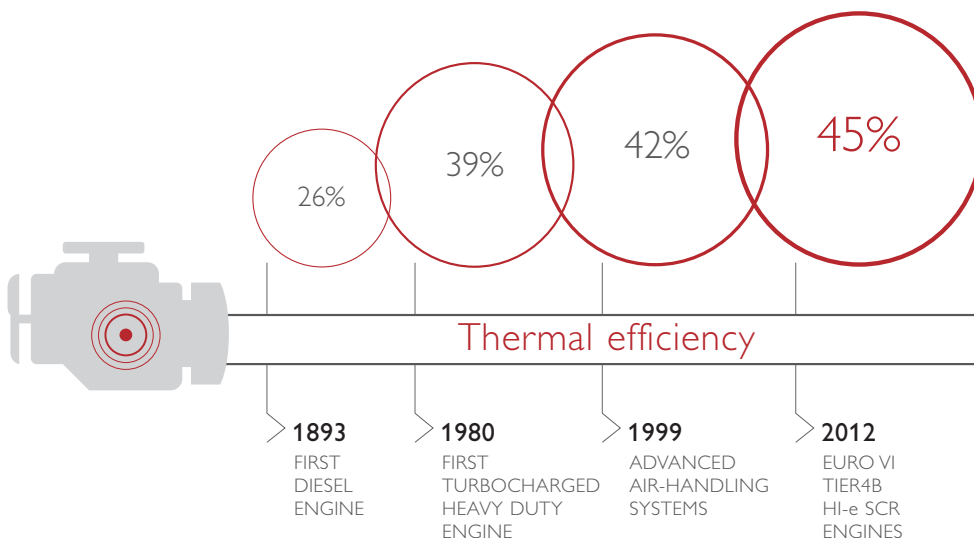 26%
39%
42%
45%
Thermal efficiency
1893
FIRST
DIESEL
ENGINE
1980
FIRST
TURBOCHARGED
HEAVY DUTY
ENGINE
1999
ADVANCED
AIR-HANDLING
SYSTEMS
2012
EURO VI
TIER4B
HI-e SCR
ENGINES